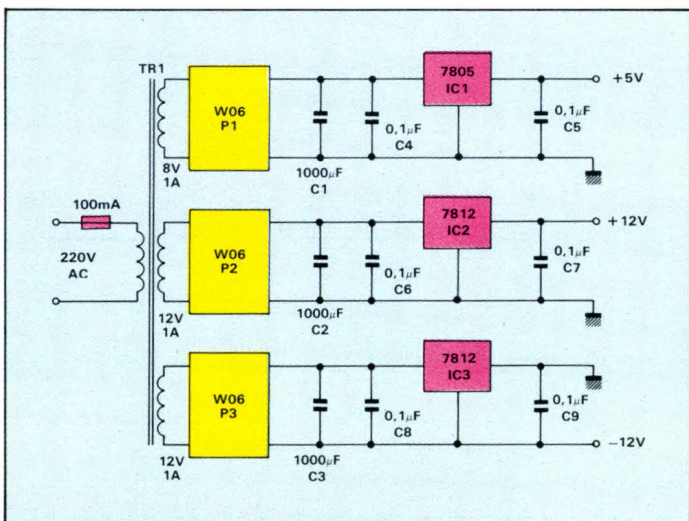 TR1
100mA
220V
AC
8V
1A
W06
P1
1000µF
C1
0,1µF
C4
7805
IC1
0,1µF
C5
+5V
12V
1A
W06
P2
1000µF
C2
0,1µF
C6
7812
IC2
0,1µF
C7
+12V
12V
1A
W06
P3
1000µF
C3
0,1µF
C8
7812
IC3
0,1µF
C9
−12V